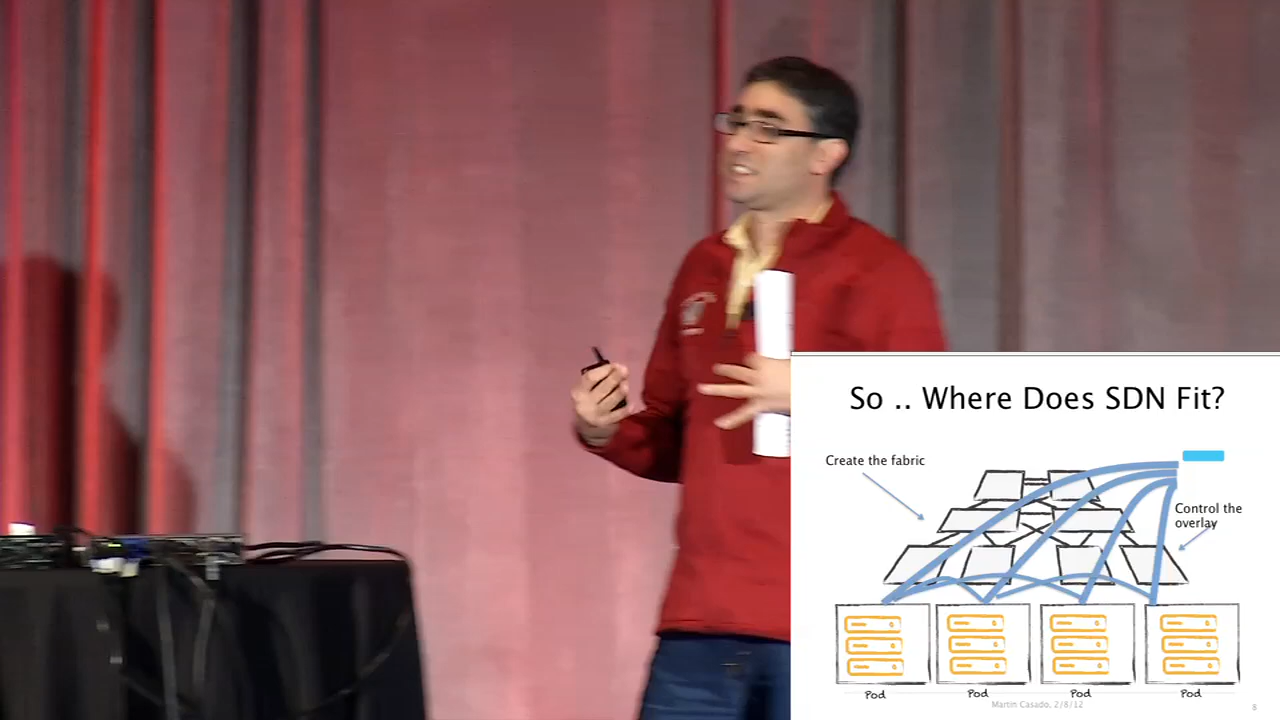 So .. Where Does SDN Fit?
Create the fabric
Control the
overlay
Pod
Pod
Pod
Pod
Martin Casado, 2/8/12
8